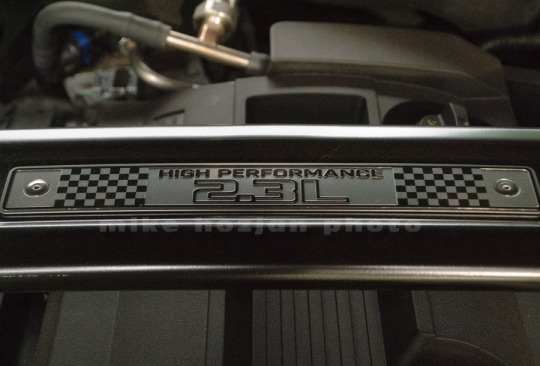 HIGH PERFORMANCE
2.3L
mike hozjan photo